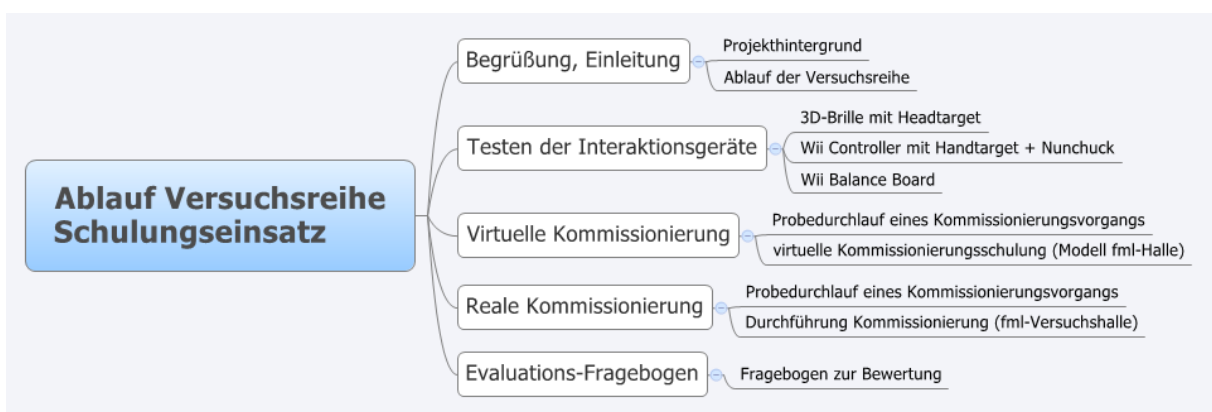 Ablauf Versuchsreihe
Schulungseinsatz
Begrüßung, Einleitung
Projekthintergrund
Ablauf der Versuchsreihe
Testen der Interaktionsgeräte
3D-Brille mit Headtarget
Wii Controller mit Handtarget + Nunchuck
Wii Balance Board
Virtuelle Kommissionierung
Probedurchlauf eines Kommissionierungsvorgangs
virtuelle Kommissionierungsschulung (Modell fml-Halle)
Reale Kommissionierung
Probedurchlauf eines Kommissionierungsvorgangs
Durchführung Kommissionierung (fml-Versuchshalle)
Evaluations-Fragebogen
Fragebogen zur Bewertung